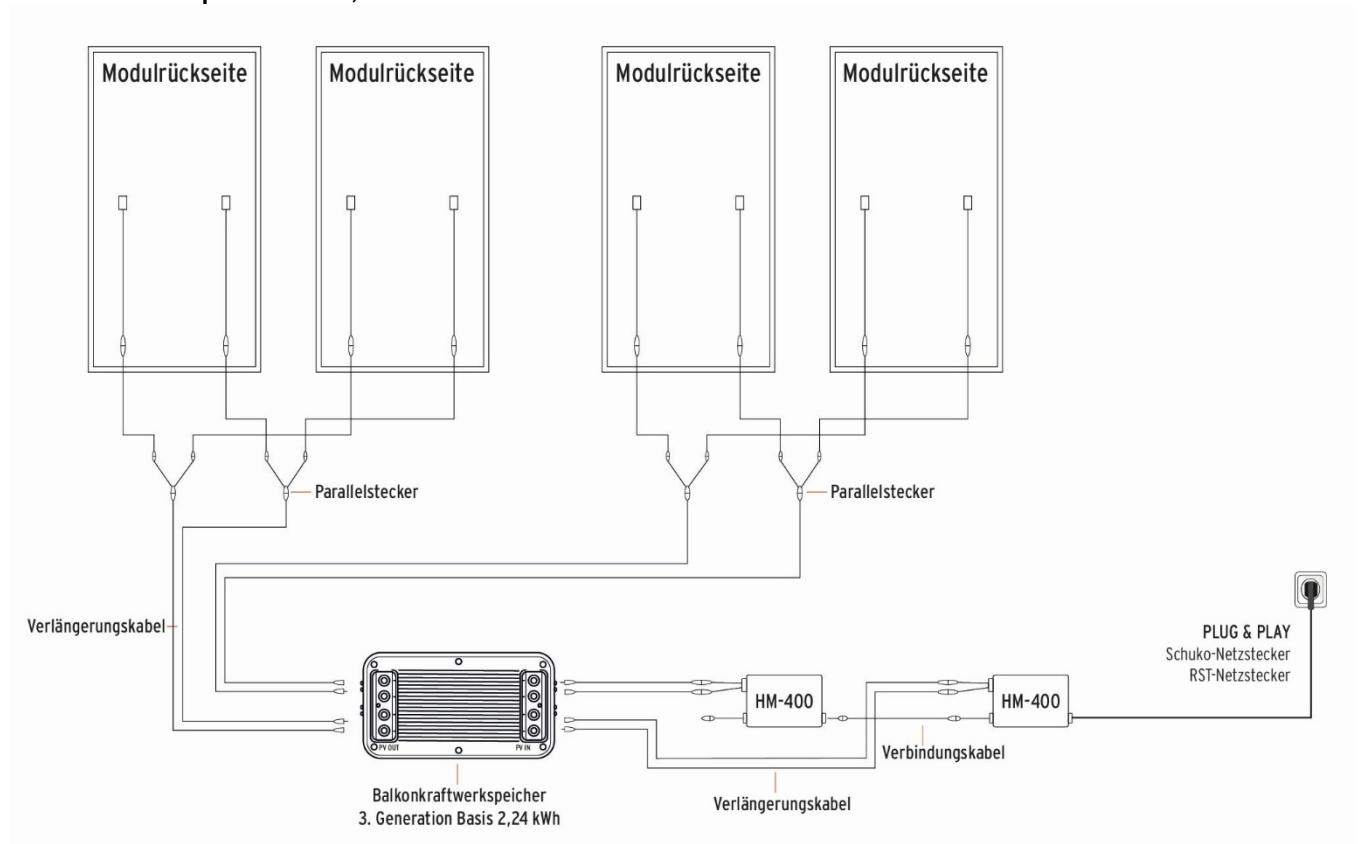 Modulrückseite
Modulrückseite
Modulrückseite
Modulrückseite
Parallelstecker
Parallelstecker
Verlängerungskabel
PLUG & PLAY
Schuko-Netzstecker
RST-Netzstecker
HM-400
HM-400
PV OUT
PV IN
Verbindungskabel
Balkonkraftwerkspeicher
3. Generation Basis 2,24 kWh
Verlängerungskabel